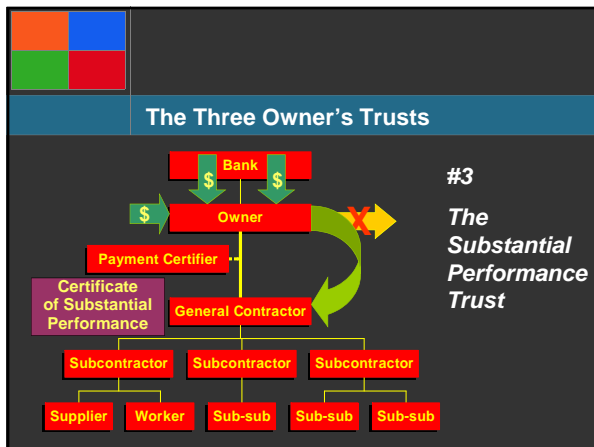 The Three Owner's Trusts
Bank
$ $
$
Owner
X
#3
The
Substantial
Performance
Trust
Payment Certifier
Certificate
of Substantial
Performance
General Contractor
Subcontractor Subcontractor Subcontractor
Supplier Worker Sub-sub Sub-sub Sub-sub